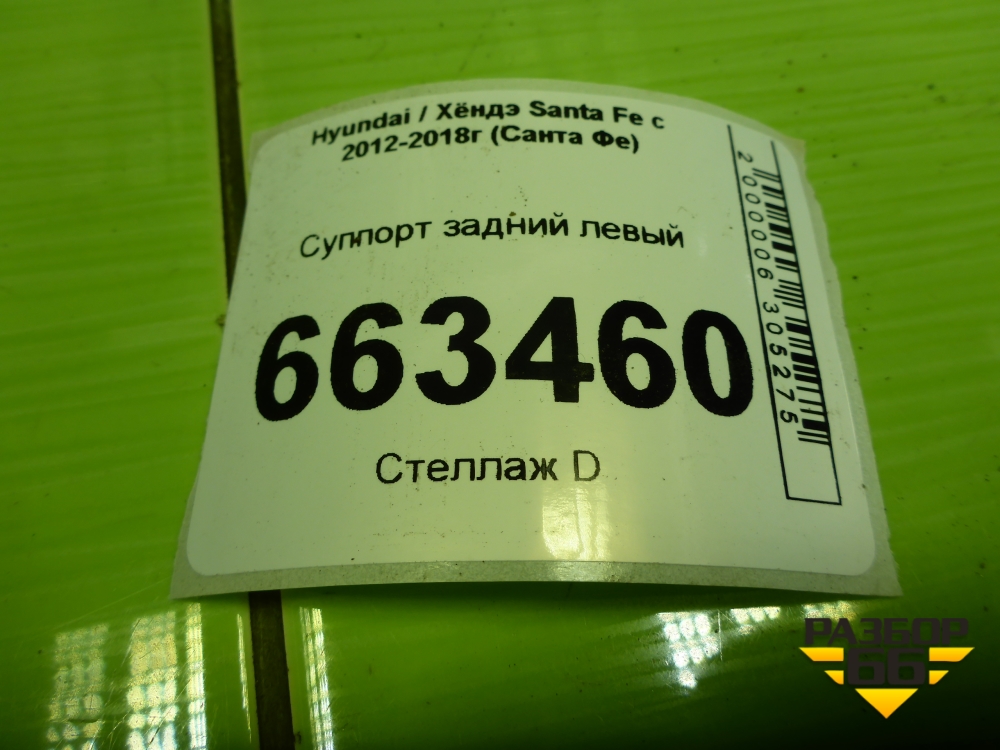 Hyundai / Хёндэ Santa Fe с
2012-2018г (Санта Фе)
Суппорт задний левый
663460
Стеллаж D
2000006305275
РАЗБОР
66